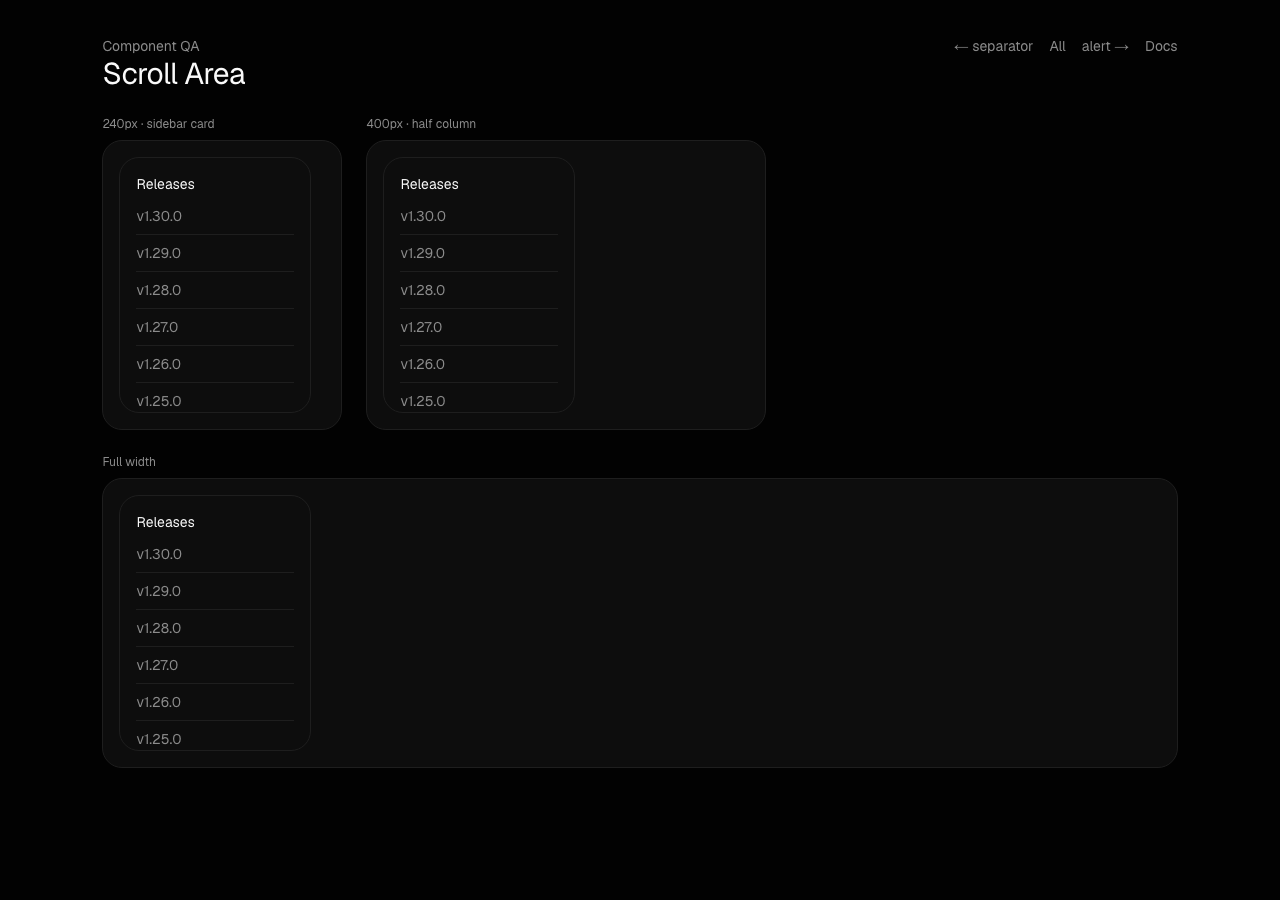 Component QA
← separator All alert → Docs
Scroll Area
240px · sidebar card
Releases
v1.30.0
v1.29.0
v1.28.0
v1.27.0
v1.26.0
v1.25.0
400px · half column
Releases
v1.30.0
v1.29.0
v1.28.0
v1.27.0
v1.26.0
v1.25.0
Full width
Releases
v1.30.0
v1.29.0
v1.28.0
v1.27.0
v1.26.0
v1.25.0